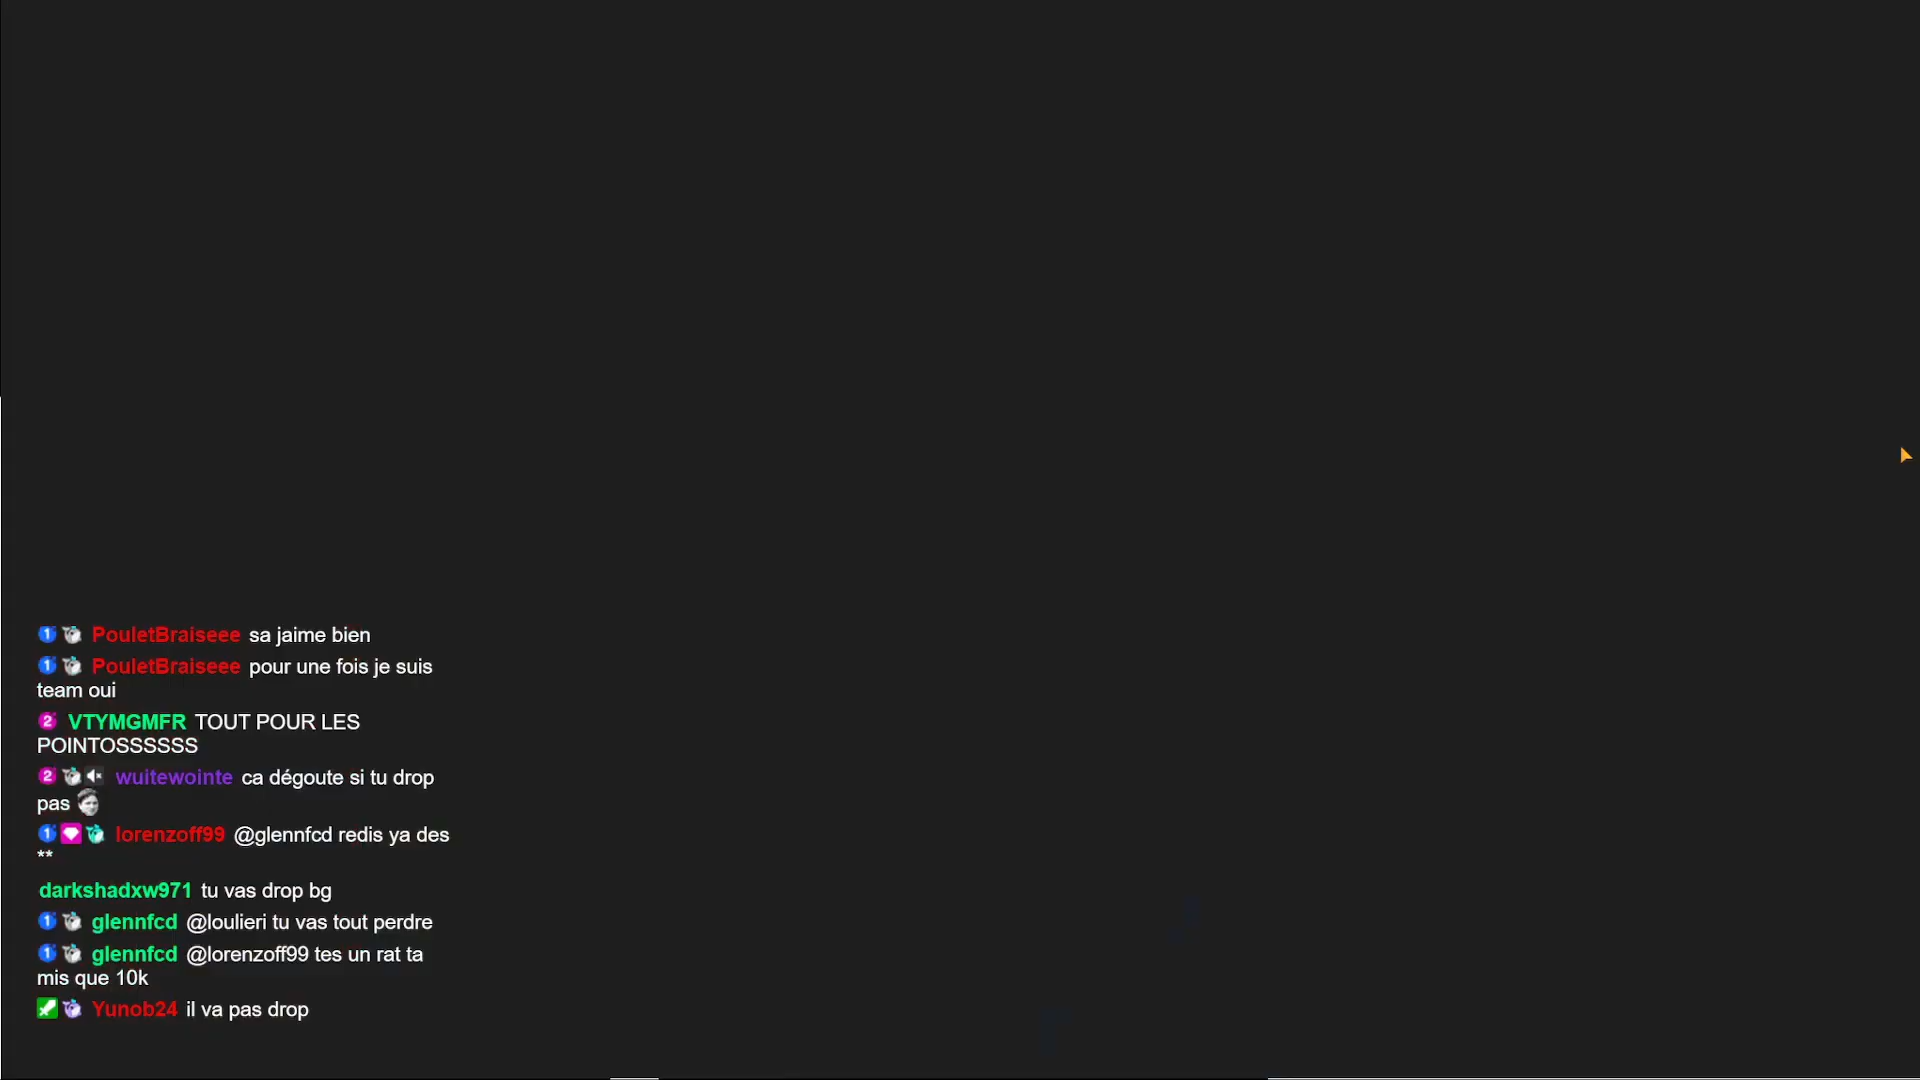 PouletBraiseee sa jaime bien
PouletBraiseee pour une fois je suis
team oui
VTYMGMFR TOUT POUR LES
POINTOSSSSSS
wuitewointe ca dégoute si tu drop
pas
lorenzoff99 @glennfcd redis ya des
**
darkshadxw971 tu vas drop bg
glennfcd @loulieri tu vas tout perdre
glennfcd @lorenzoff99 tes un rat ta
mis que 10k
Yunob24 il va pas drop